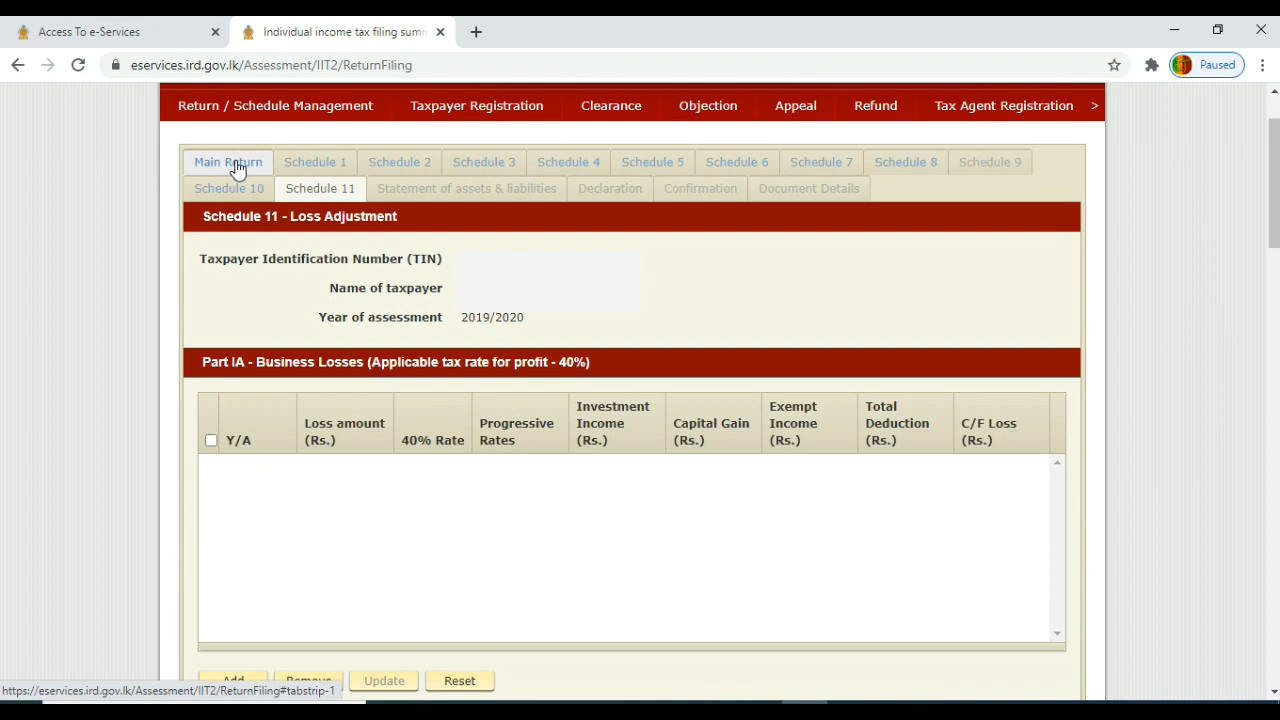 Access To e-Services
Individual income tax filing sum
eservices.ird.gov.lk/Assessment/IIT2/ReturnFiling
Paused
Return / Schedule Management Taxpayer Registration Clearance Objection Appeal Refund Tax Agent Registration >
Main Return Schedule 1 Schedule 2 Schedule 3 Schedule 4 Schedule 5 Schedule 6 Schedule 7 Schedule 8 Schedule 9
Schedule 10 Schedule 11 Statement of assets & liabilities Declaration Confirmation Document Details
Schedule 11 - Loss Adjustment
Taxpayer Identification Number (TIN)
Name of taxpayer
Year of assessment 2019/2020
Part IA - Business Losses (Applicable tax rate for profit - 40%)
Y/A
Loss amount
(Rs.)
40% Rate
Progressive
Rates
Investment
Income
(Rs.)
Capital Gain
(Rs.)
Exempt
Income
(Rs.)
Total
Deduction
(Rs.)
C/F Loss
(Rs.)
Add Remove Update Reset
https://eservices.ird.gov.lk/Assessment/IIT2/ReturnFiling#tabstrip-1